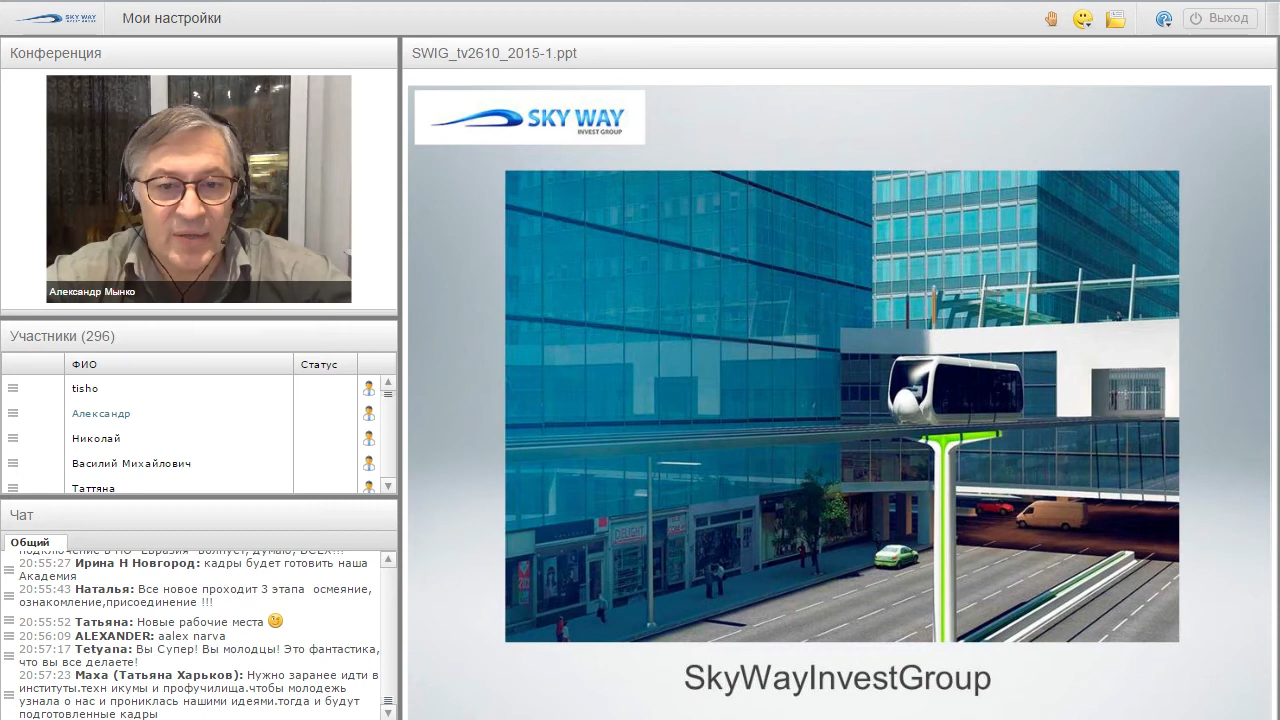 SKY WAY
Мои настройки
Выход
Конференция
SWIG_tv2610_2015-1.ppt
SKY WAY
INVEST GROUP
Александр Мынко
Участники (296)
ФИО Статус
tisho
Александр
Николай
Василий Михайлович
Таттяна
Чат
Общий
20:55:27 Ирина Н Новгород: кадры будет готовить наша
Академия
20:55:43 Наталья: Все новое проходит 3 этапа осмеяние,
ознакомление,присоединение !!!
20:55:52 Татьяна: Новые рабочие места
20:56:09 ALEXANDER: aalex narva
20:57:17 Tetyana: Вы Супер! Вы молодцы! Это фантастика,
что вы все делаете!
20:57:23 Маха (Татьяна Харьков): Нужно заранее идти в
институты.техн икумы и профучилища.чтобы молодежь
узнала о нас и прониклась нашими идеями.тогда и будут
подготовленные кадры
DELIGHT
SkyWayInvestGroup